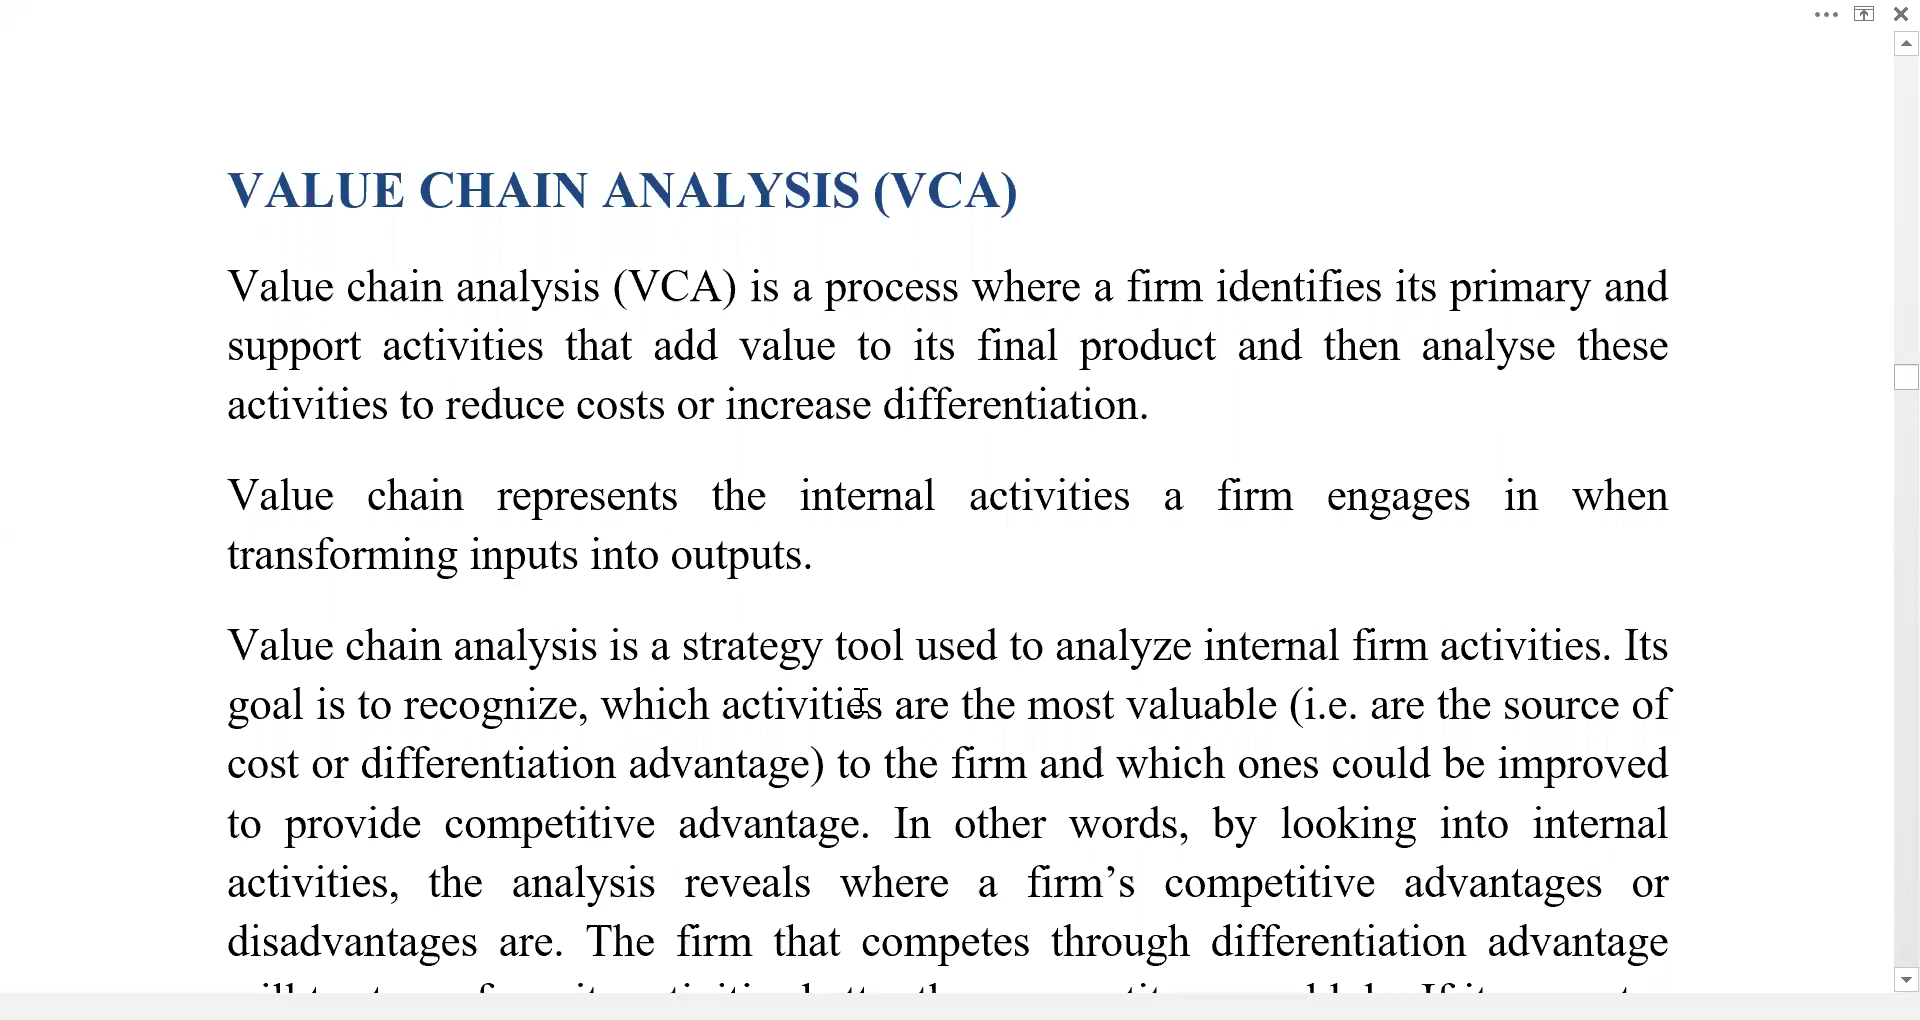 VALUE CHAIN ANALYSIS (VCA)
Value chain analysis (VCA) is a process where a firm identifies its primary and
support activities that add value to its final product and then analyse these
activities to reduce costs or increase differentiation.
Value chain represents the internal activities a firm engages in when
transforming inputs into outputs.
Value chain analysis is a strategy tool used to analyze internal firm activities. Its
goal is to recognize, which activities are the most valuable (i.e. are the source of
cost or differentiation advantage) to the firm and which ones could be improved
to provide competitive advantage. In other words, by looking into internal
activities, the analysis reveals where a firm’s competitive advantages or
disadvantages are. The firm that competes through differentiation advantage